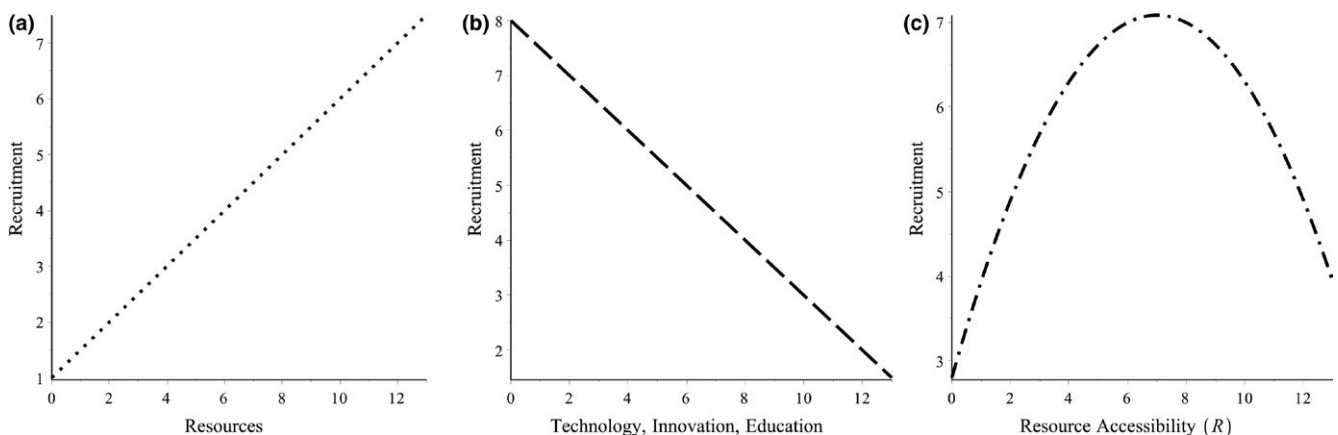 (a)
7
6
5
4
3
2
1
Recruitment
0 2 4 6 8 10 12
Resources
(b)
8
7
6
5
4
3
2
Recruitment
0 2 4 6 8 10 12
Technology, Innovation, Education
(c)
7
6
5
4
3
Recruitment
0 2 4 6 8 10 12
Resource Accessibility (R)